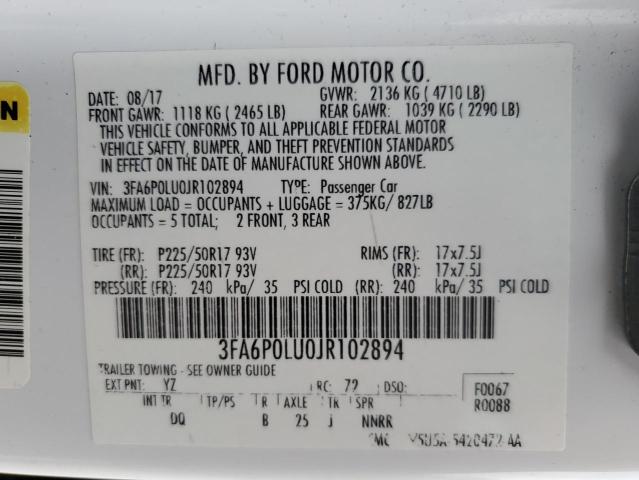 N
MFD. BY FORD MOTOR CO.
DATE: 08/17 GVWR: 2136 KG ( 4710 LB)
FRONT GAWR: 1118 KG ( 2465 LB) REAR GAWR: 1039 KG ( 2290 LB)
THIS VEHICLE CONFORMS TO ALL APPLICABLE FEDERAL MOTOR
VEHICLE SAFETY, BUMPER, AND THEFT PREVENTION STANDARDS
IN EFFECT ON THE DATE OF MANUFACTURE SHOWN ABOVE.
VIN: 3FA6P0LU0JR102894 TYPE: Passenger Car
MAXIMUM LOAD = OCCUPANTS + LUGGAGE = 375KG/ 827LB
OCCUPANTS = 5 TOTAL; 2 FRONT, 3 REAR
TIRE (FR): P225/50R17 93V RIMS (FR): 17x7.5J
(RR): P225/50R17 93V (RR): 17x7.5J
PRESSURE (FR): 240 kPa/ 35 PSI COLD (RR): 240 kPa/ 35 PSI COLD
3FA6P0LU0JR102894
TRAILER TOWING - SEE OWNER GUIDE
EXT PNT: YZ RC: 72 DSO: F0067
INT TR TP/PS R AXLE TR SPR R0088
DQ B 25 J NNRR